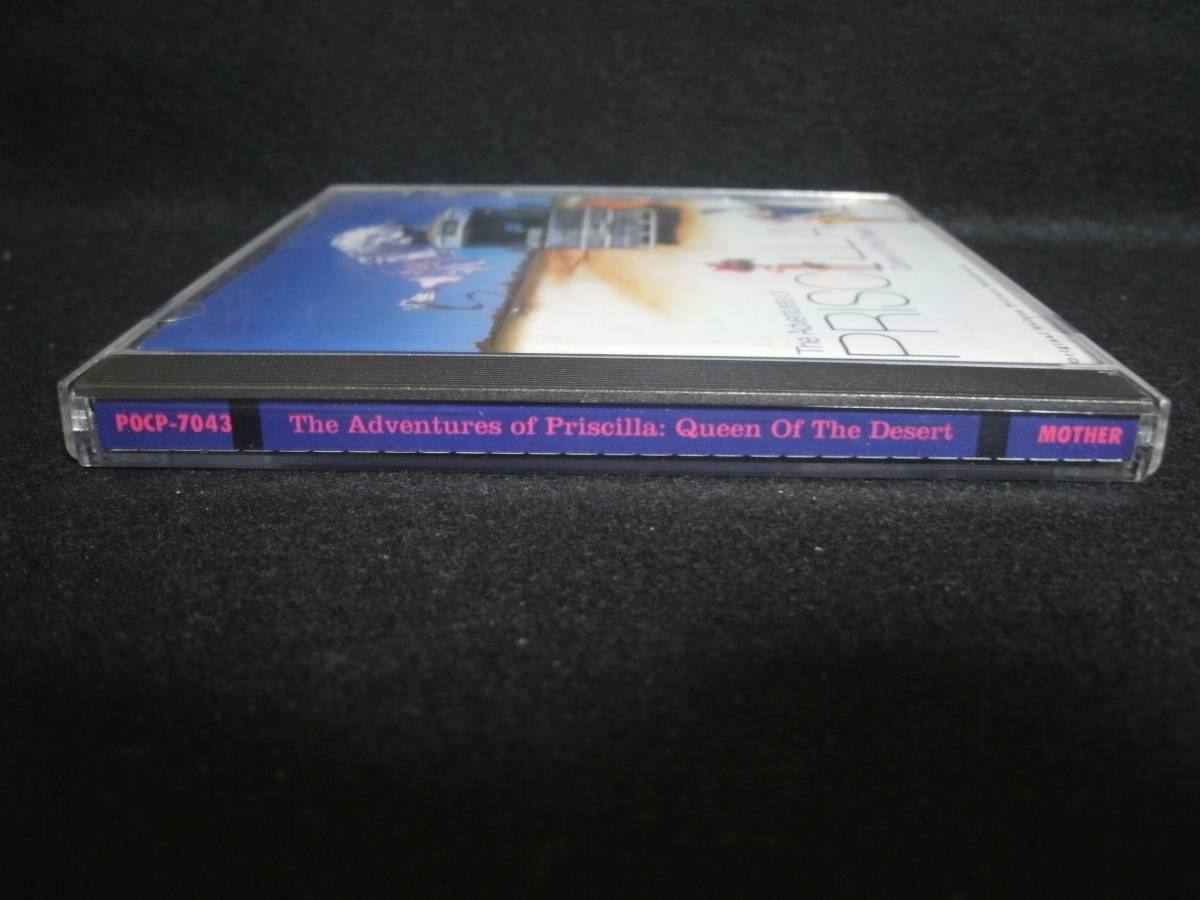 The Adventures of
PRISCILLA
POCP-7043 The Adventures of Priscilla: Queen Of The Desert MOTHER